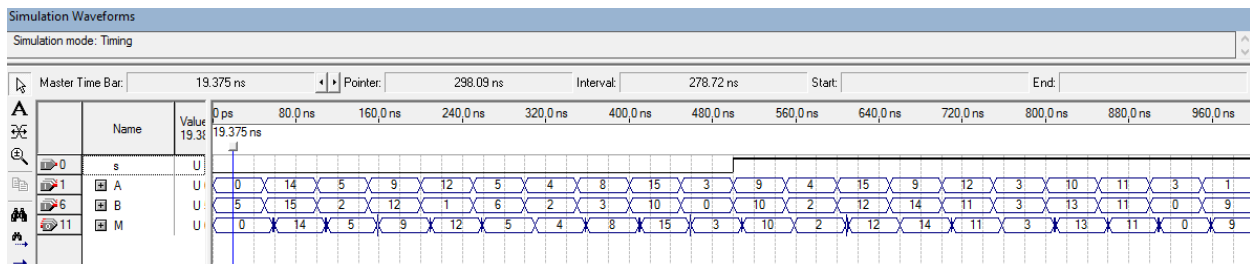 Simulation Waveforms
Simulation mode: Timing
Master Time Bar: 19.375 ns Pointer: 298.09 ns Interval: 278.72 ns Start: End:
Name Value 19.38 0 ps 80.0 ns 160.0 ns 240.0 ns 320.0 ns 400.0 ns 480.0 ns 560.0 ns 640.0 ns 720.0 ns 800.0 ns 880.0 ns 960.0 ns
19.375 ns
0 s U
1 A U 0 14 5 9 12 5 4 8 15 3 9 4 15 9 12 3 10 11 3 1
6 B U 5 15 2 12 1 6 2 3 10 0 10 2 12 14 11 3 13 11 0 9
11 M U 0 14 5 9 12 5 4 8 15 3 10 2 12 14 11 3 13 11 0 9